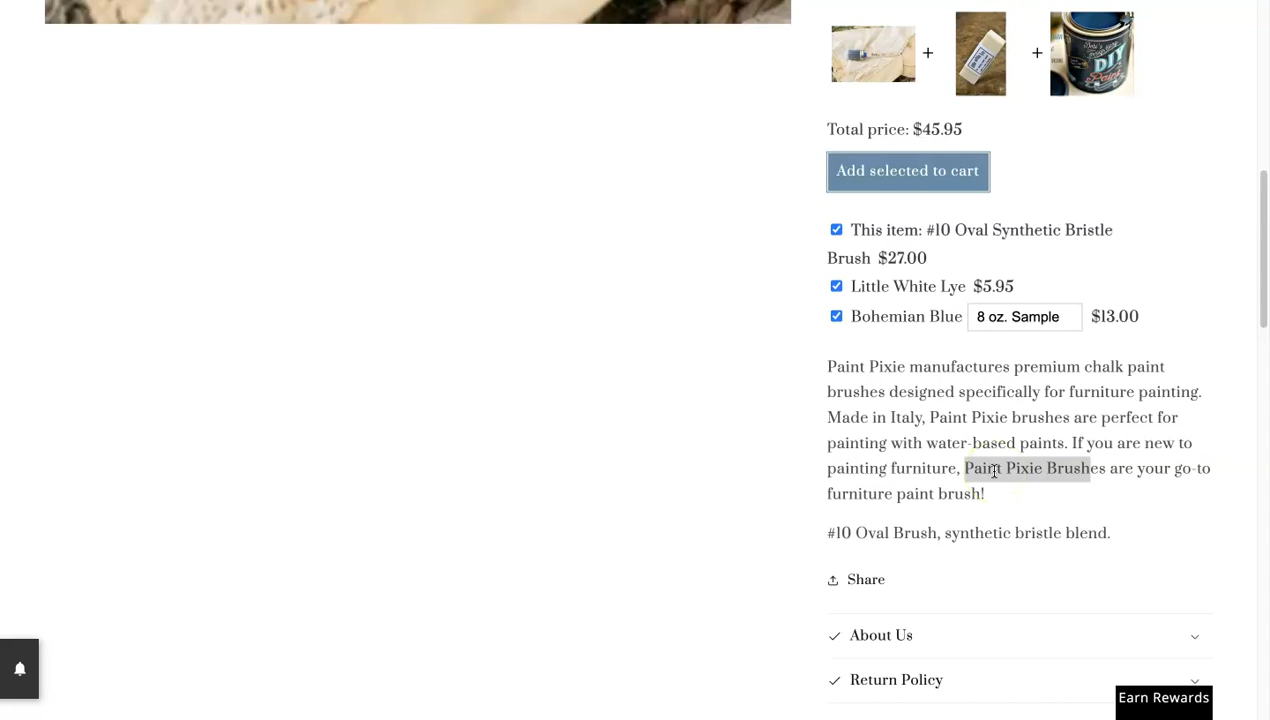 +
+
DIY
Paint
Total price: $45.95
Add selected to cart
This item: #10 Oval Synthetic Bristle
Brush $27.00
Little White Lye $5.95
Bohemian Blue 8 oz. Sample $13.00
Paint Pixie manufactures premium chalk paint
brushes designed specifically for furniture painting.
Made in Italy, Paint Pixie brushes are perfect for
painting with water-based paints. If you are new to
painting furniture, Paint Pixie Brushes are your go-to
furniture paint brush!
#10 Oval Brush, synthetic bristle blend.
Share
About Us
Return Policy
Earn Rewards